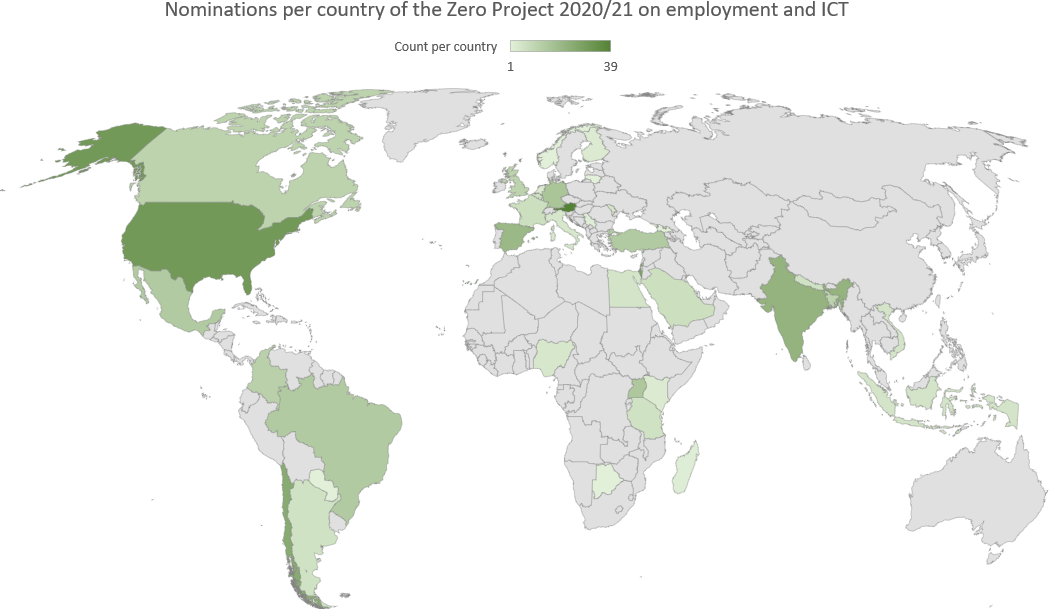 Nominations per country of the Zero Project 2020/21 on employment and ICT
Count per country
1 39